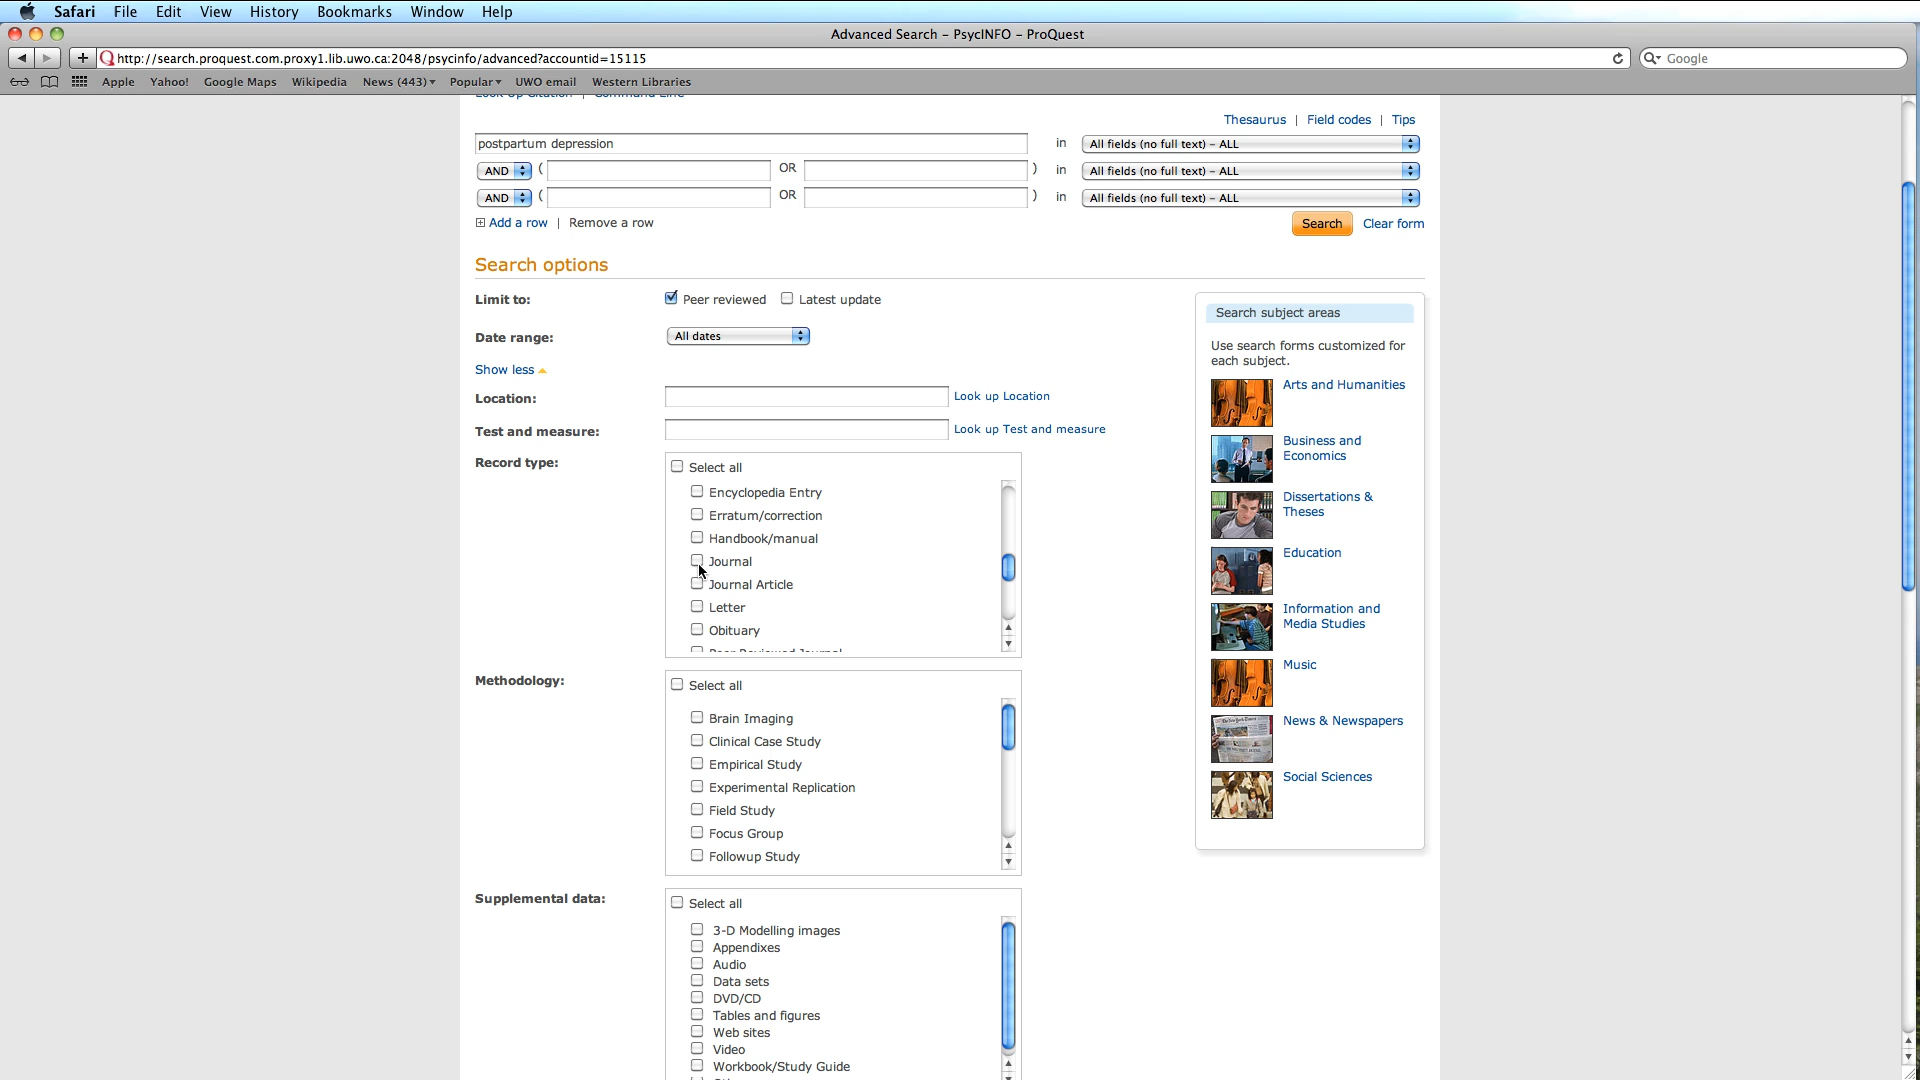 Safari File Edit View History Bookmarks Window Help
Advanced Search – PsycINFO – ProQuest
http://search.proquest.com.proxy1.lib.uwo.ca:2048/psycinfo/advanced?accountid=15115
Google
Apple Yahoo! Google Maps Wikipedia News (443) Popular UWO email Western Libraries
Look Up Citation | Command Line
Thesaurus | Field codes | Tips
postpartum depression in All fields (no full text) – ALL
AND ( OR ) in All fields (no full text) – ALL
AND ( OR ) in All fields (no full text) – ALL
Add a row | Remove a row
Search Clear form
Search options
Limit to: Peer reviewed Latest update
Date range: All dates
Show less
Location: Look up Location
Test and measure: Look up Test and measure
Record type: Select all
Encyclopedia Entry
Erratum/correction
Handbook/manual
Journal
Journal Article
Letter
Obituary
Peer Reviewed Journal
Methodology: Select all
Brain Imaging
Clinical Case Study
Empirical Study
Experimental Replication
Field Study
Focus Group
Followup Study
Supplemental data: Select all
3-D Modelling images
Appendixes
Audio
Data sets
DVD/CD
Tables and figures
Web sites
Video
Workbook/Study Guide
Search subject areas
Use search forms customized for
each subject.
Arts and Humanities
Business and
Economics
Dissertations &
Theses
Education
Information and
Media Studies
Music
News & Newspapers
Social Sciences